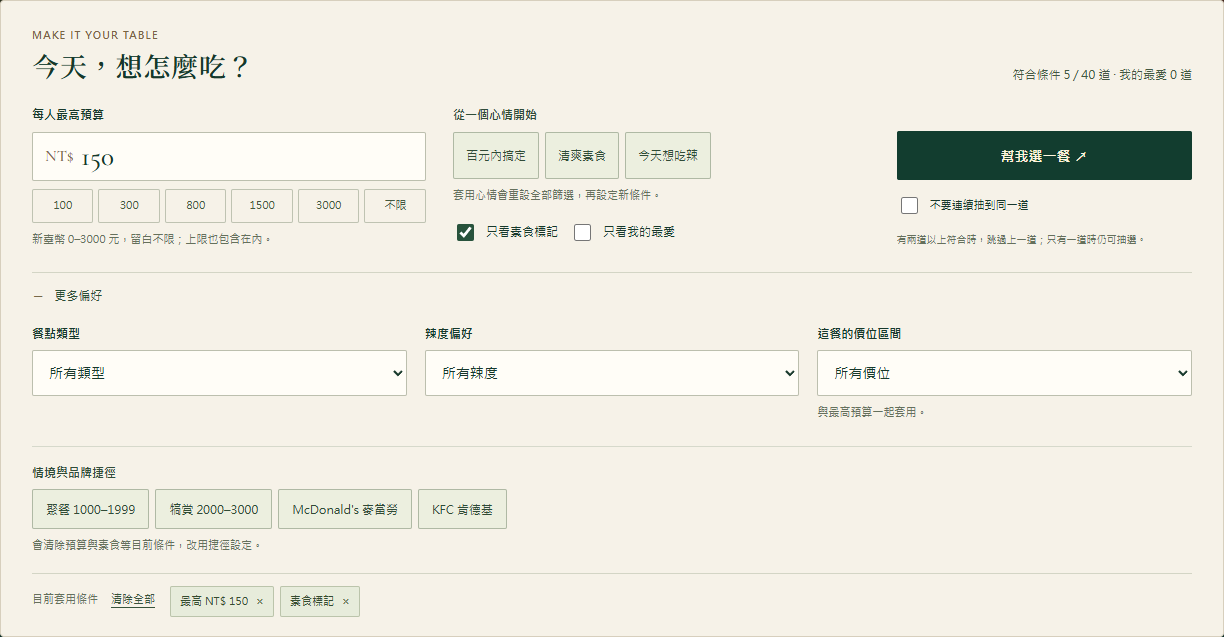 MAKE IT YOUR TABLE
今天，想怎麼吃？
符合條件 5 / 40 道 · 我的最愛 0 道
每人最高預算
NT$ 150
100 300 800 1500 3000 不限
新臺幣 0–3000 元，留白不限；上限也包含在內。
從一個心情開始
百元內搞定 清爽素食 今天想吃辣
套用心情會重設全部篩選，再設定新條件。
只看素食標記 只看我的最愛
幫我選一餐 ↗
不要連續抽到同一道
有兩道以上符合時，跳過上一道；只有一道時仍可抽選。
— 更多偏好
餐點類型
所有類型
辣度偏好
所有辣度
這餐的價位區間
所有價位
與最高預算一起套用。
情境與品牌捷徑
聚餐 1000–1999 犒賞 2000–3000 McDonald's 麥當勞 KFC 肯德基
會清除預算與素食等目前條件，改用捷徑設定。
目前套用條件 清除全部 最高 NT$ 150 × 素食標記 ×